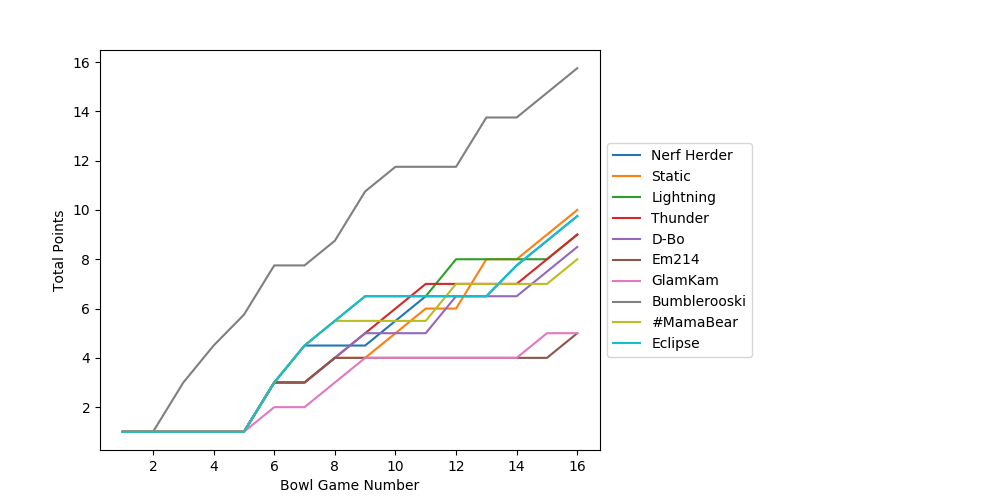 16
14
12
10
8
6
4
2
Total Points
2 4 6 8 10 12 14 16
Bowl Game Number
Nerf Herder
Static
Lightning
Thunder
D-Bo
Em214
GlamKam
Bumblerooski
#MamaBear
Eclipse